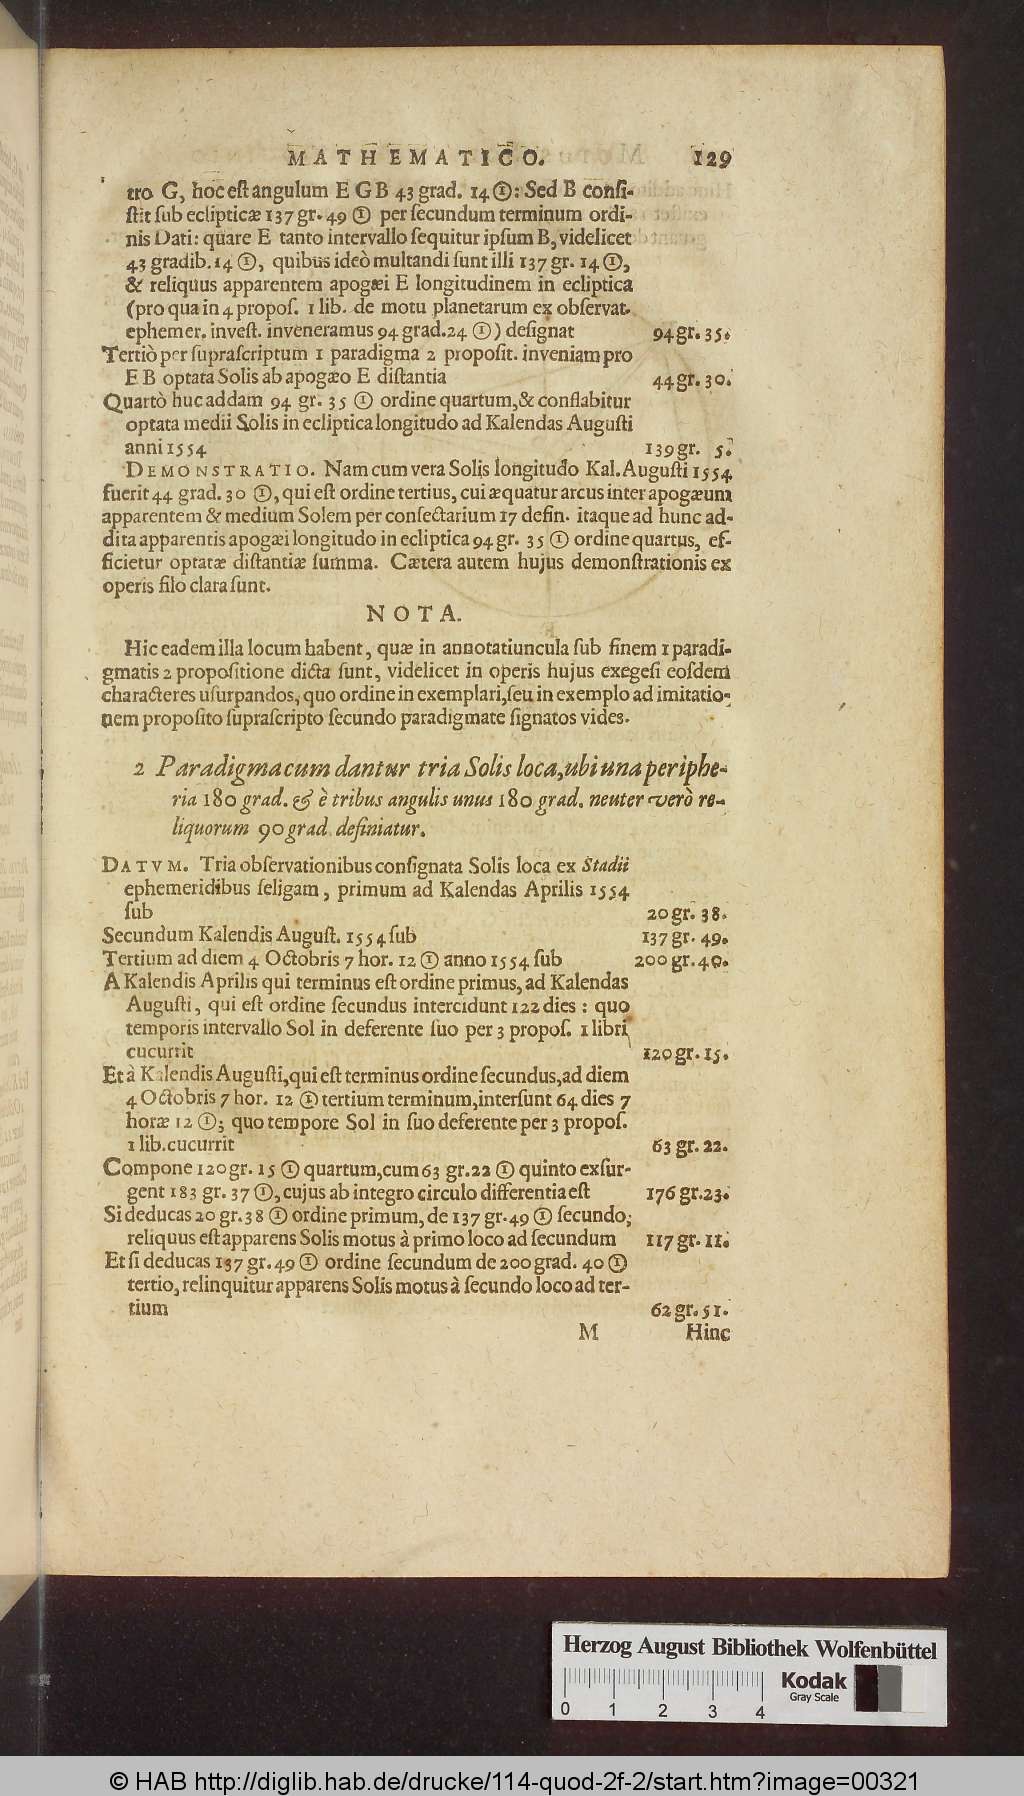 MATHEMATICO. 129
tro G, hoc est angulum E G B 43 grad. 14 ①: Sed B consi-
stit sub eclipticæ 137 gr. 49 ① per secundum terminum ordi-
nis Dati: quare E tanto intervallo sequitur ipsum B, videlicet
43 gradib. 14 ①, quibus ideò multandi sunt illi 137 gr. 14 ①,
& reliquus apparentem apogæi E longitudinem in ecliptica
(pro qua in 4 propos. 1 lib. de motu planetarum ex observat.
ephemer. invest. inveneramus 94 grad. 24 ①) designat 94 gr. 35.
Tertiò per suprascriptum 1 paradigma 2 proposit. inveniam pro
E B optata Solis ab apogæo E distantia 44 gr. 30.
Quartò huc addam 94 gr. 35 ① ordine quartum, & conflabitur
optata medii Solis in ecliptica longitudo ad Kalendas Augusti
anni 1554 139 gr. 5.
DEMONSTRATIO. Nam cum vera Solis longitudo Kal. Augusti 1554
fuerit 44 grad. 30 ①, qui est ordine tertius, cui æquatur arcus inter apogæum
apparentem & medium Solem per consectarium 17 defin. itaque ad hunc ad-
dita apparentis apogæi longitudo in ecliptica 94 gr. 35 ① ordine quartus, ef-
ficietur optatæ distantiæ summa. Cætera autem hujus demonstrationis ex
operis filo clara sunt.
NOTA.
Hic eadem illa locum habent, quæ in annotatiuncula sub finem 1 paradi-
gmatis 2 propositione dicta sunt, videlicet in operis hujus exegesi eosdem
characteres usurpandos, quo ordine in exemplari, seu in exemplo ad imitatio-
nem proposito suprascripto secundo paradigmate signatos vides.
2 Paradigma cum dantur tria Solis loca, ubi una periphe-
ria 180 grad. & è tribus angulis unus 180 grad. neuter verò re-
liquorum 90 grad. definiatur.
DATVM. Tria observationibus consignata Solis loca ex Stadii
ephemeridibus seligam, primum ad Kalendas Aprilis 1554
sub 20 gr. 38.
Secundum Kalendis August. 1554 sub 137 gr. 49.
Tertium ad diem 4 Octobris 7 hor. 12 ① anno 1554 sub 200 gr. 40.
A Kalendis Aprilis qui terminus est ordine primus, ad Kalendas
Augusti, qui est ordine secundus intercidunt 122 dies: quo
temporis intervallo Sol in deferente suo per 3 propos. 1 libri
cucurrit 120 gr. 15.
Et à Kalendis Augusti, qui est terminus ordine secundus, ad diem
4 Octobris 7 hor. 12 ① tertium terminum, intersunt 64 dies 7
horæ 12 ①; quo tempore Sol in suo deferente per 3 propos.
1 lib. cucurrit 63 gr. 22.
Compone 120 gr. 15 ① quartum, cum 63 gr. 22 ① quinto exsur-
gent 183 gr. 37 ①, cujus ab integro circulo differentia est 176 gr. 23.
Si deducas 20 gr. 38 ① ordine primum, de 137 gr. 49 ① secundo;
reliquus est apparens Solis motus à primo loco ad secundum 117 gr. 11.
Et si deducas 137 gr. 49 ① ordine secundum de 200 grad. 40 ①
tertio, relinquitur apparens Solis motus à secundo loco ad ter-
tium 62 gr. 51.
M Hinc
Herzog August Bibliothek Wolfenbüttel
Kodak
Gray Scale
0 1 2 3 4
© HAB http://diglib.hab.de/drucke/114-quod-2f-2/start.htm?image=00321